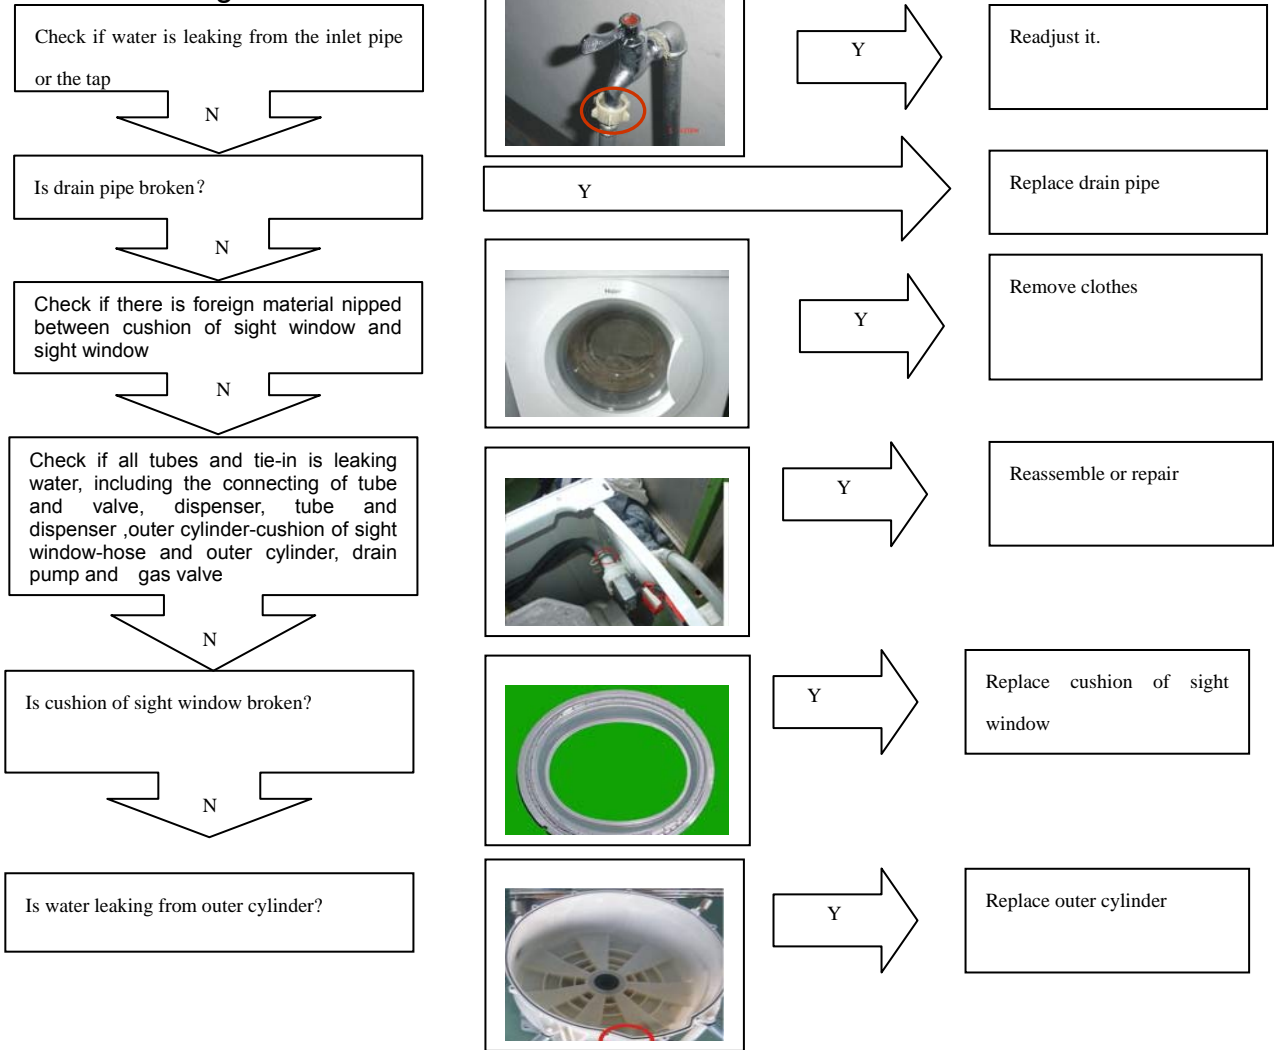 Check if water is leaking from the inlet pipe
or the tap
Y
Readjust it.
N
Is drain pipe broken？
Y
Replace drain pipe
N
Check if there is foreign material nipped
between cushion of sight window and
sight window
Haier
Y
Remove clothes
N
Check if all tubes and tie-in is leaking
water, including the connecting of tube
and valve, dispenser, tube and
dispenser ,outer cylinder-cushion of sight
window-hose and outer cylinder, drain
pump and gas valve
Y
Reassemble or repair
N
Is cushion of sight window broken?
Y
Replace cushion of sight
window
N
Is water leaking from outer cylinder?
Y
Replace outer cylinder